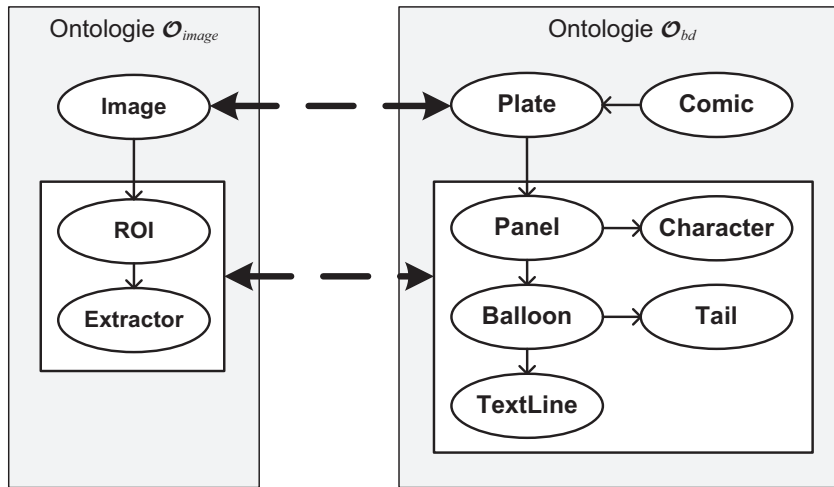 Ontologie 𝓞image
Ontologie 𝓞bd
Image
Plate
Comic
ROI
Panel
Character
Extractor
Balloon
Tail
TextLine